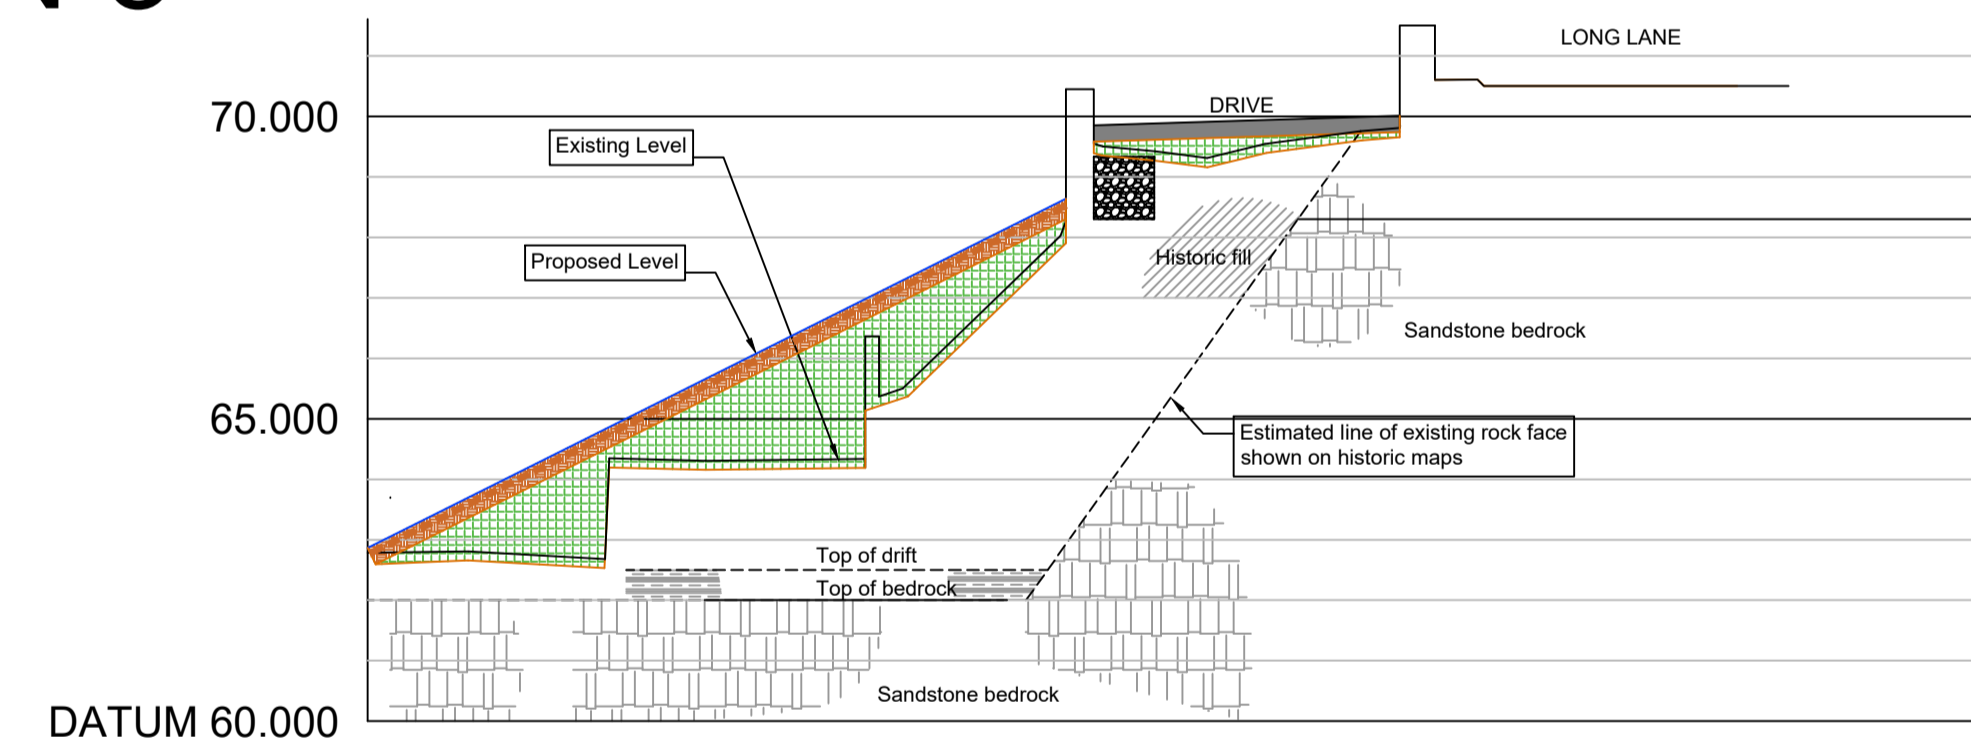 LONG LANE
DRIVE
70.000
Existing Level
Proposed Level
Historic fill
Sandstone bedrock
65.000
Estimated line of existing rock face
shown on historic maps
Top of drift
Top of bedrock
Sandstone bedrock
DATUM 60.000